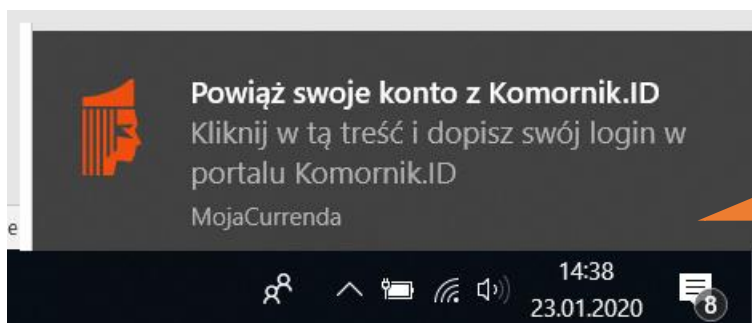 Powiąż swoje konto z Komornik.ID
Kliknij w tą treść i dopisz swój login w
portalu Komornik.ID
MojaCurrenda
e
14:38
23.01.2020
8